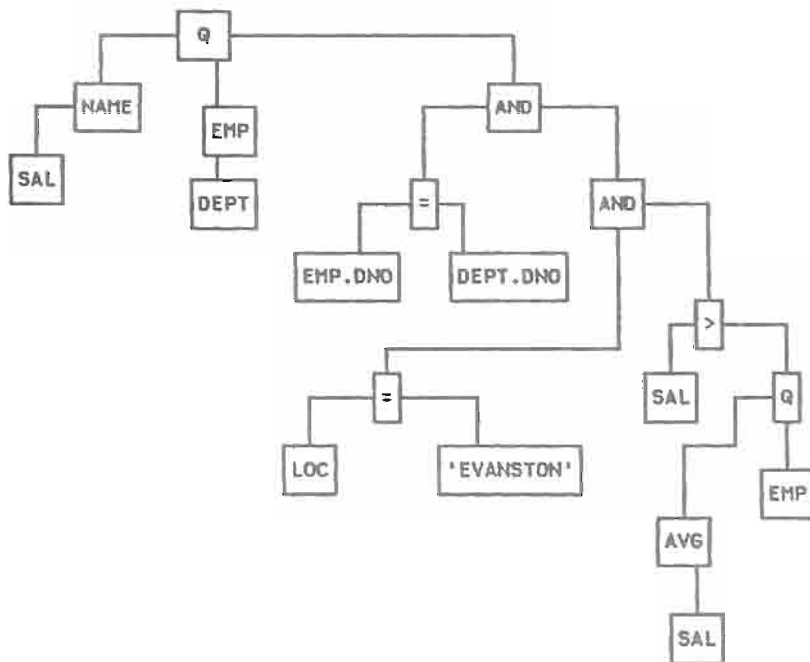 Q
NAME
AND
EMP
SAL
DEPT
=
AND
EMP.DNO
DEPT.DNO
>
=
SAL
Q
LOC
'EVANSTON'
EMP
AVG
SAL